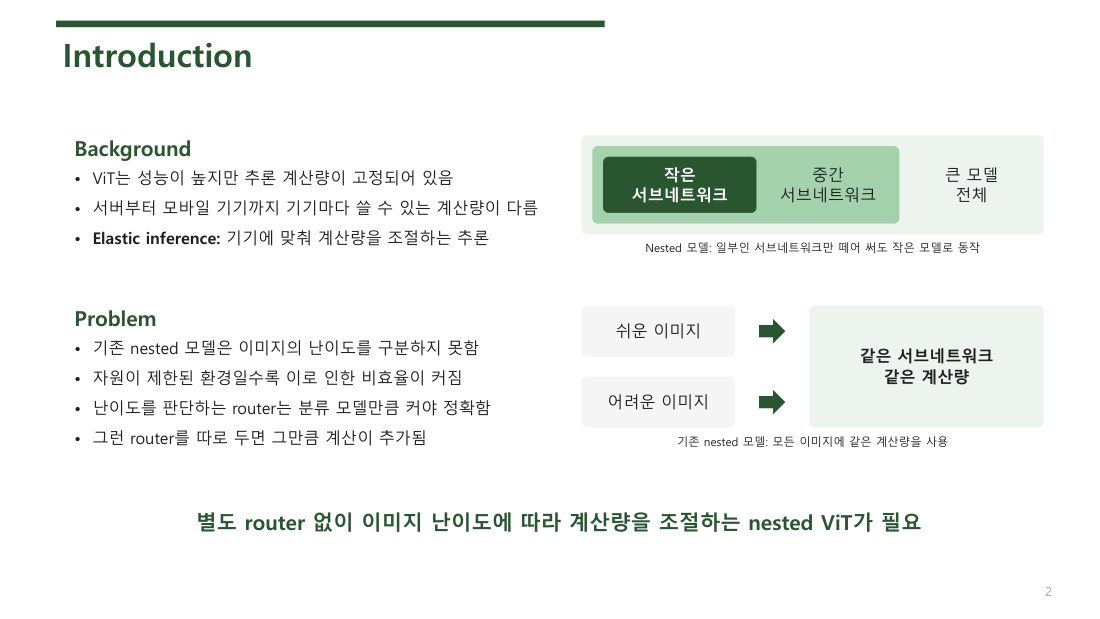 Introduction
Background
• ViT는 성능이 높지만 추론 계산량이 고정되어 있음
• 서버부터 모바일 기기까지 기기마다 쓸 수 있는 계산량이 다름
• Elastic inference: 기기에 맞춰 계산량을 조절하는 추론
작은
서브네트워크
중간
서브네트워크
큰 모델
전체
Nested 모델: 일부인 서브네트워크만 떼어 써도 작은 모델로 동작
Problem
• 기존 nested 모델은 이미지의 난이도를 구분하지 못함
• 자원이 제한된 환경일수록 이로 인한 비효율이 커짐
• 난이도를 판단하는 router는 분류 모델만큼 커야 정확함
• 그런 router를 따로 두면 그만큼 계산이 추가됨
쉬운 이미지
어려운 이미지
같은 서브네트워크
같은 계산량
기존 nested 모델: 모든 이미지에 같은 계산량을 사용
별도 router 없이 이미지 난이도에 따라 계산량을 조절하는 nested ViT가 필요
2